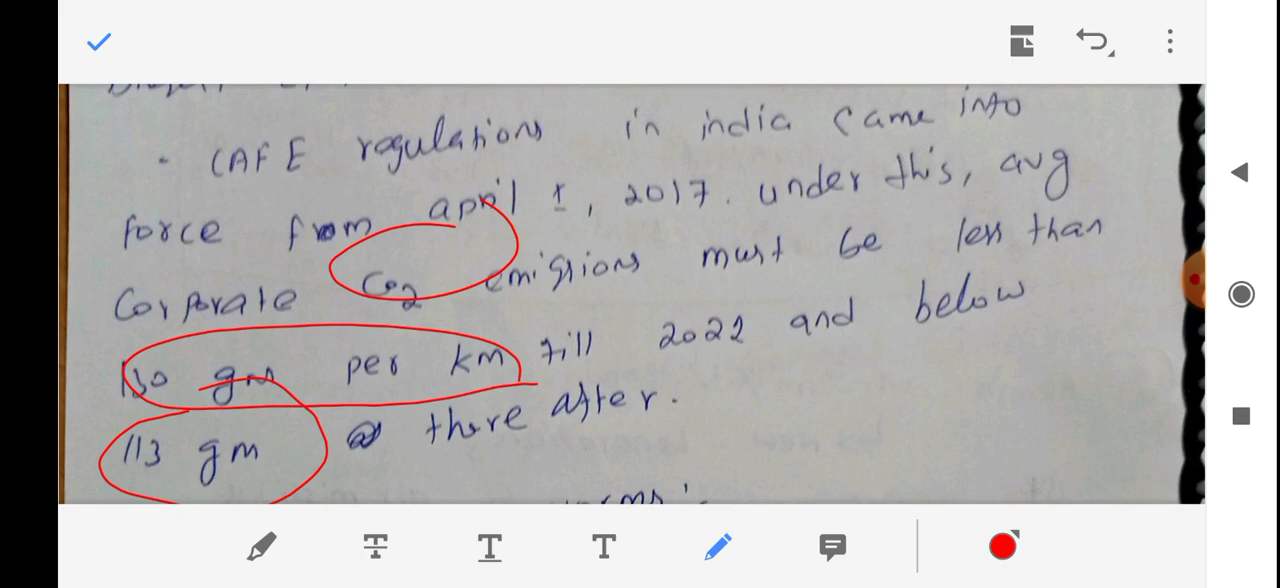 • CAFE regulations in india came into
force from april 1, 2017. under this, avg
Corporate Co2 emissions must be less than
130 gm per km till 2022 and below
113 gm there after.